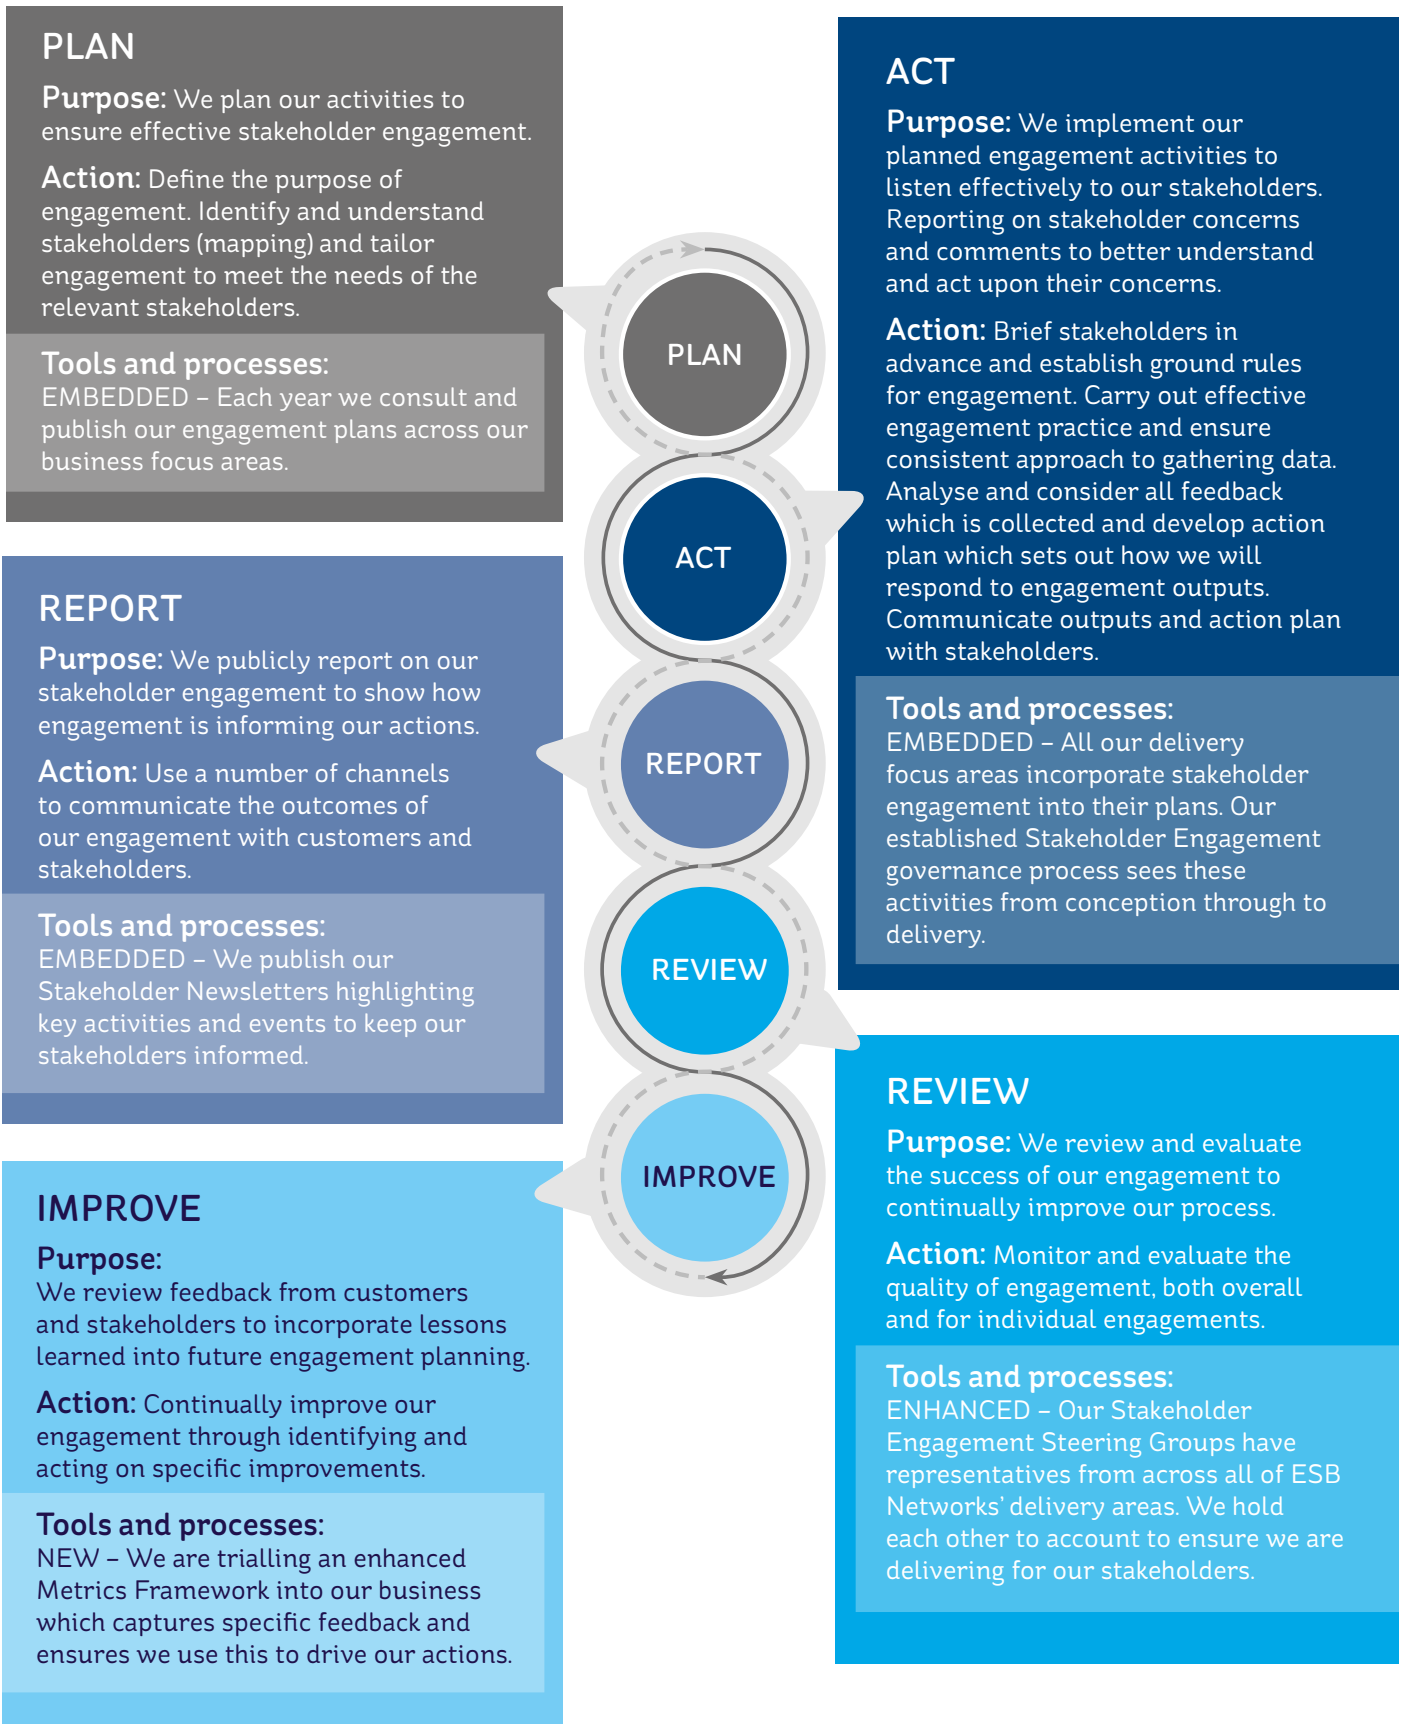 PLAN
Purpose: We plan our activities to
ensure effective stakeholder engagement.
Action: Define the purpose of
engagement. Identify and understand
stakeholders (mapping) and tailor
engagement to meet the needs of the
relevant stakeholders.
Tools and processes:
EMBEDDED – Each year we consult and
publish our engagement plans across our
business focus areas.
ACT
Purpose: We implement our
planned engagement activities to
listen effectively to our stakeholders.
Reporting on stakeholder concerns
and comments to better understand
and act upon their concerns.
Action: Brief stakeholders in
advance and establish ground rules
for engagement. Carry out effective
engagement practice and ensure
consistent approach to gathering data.
Analyse and consider all feedback
which is collected and develop action
plan which sets out how we will
respond to engagement outputs.
Communicate outputs and action plan
with stakeholders.
Tools and processes:
EMBEDDED – All our delivery
focus areas incorporate stakeholder
engagement into their plans. Our
established Stakeholder Engagement
governance process sees these
activities from conception through to
delivery.
REPORT
Purpose: We publicly report on our
stakeholder engagement to show how
engagement is informing our actions.
Action: Use a number of channels
to communicate the outcomes of
our engagement with customers and
stakeholders.
Tools and processes:
EMBEDDED – We publish our
Stakeholder Newsletters highlighting
key activities and events to keep our
stakeholders informed.
REVIEW
Purpose: We review and evaluate
the success of our engagement to
continually improve our process.
Action: Monitor and evaluate the
quality of engagement, both overall
and for individual engagements.
Tools and processes:
ENHANCED – Our Stakeholder
Engagement Steering Groups have
representatives from across all of ESB
Networks' delivery areas. We hold
each other to account to ensure we are
delivering for our stakeholders.
IMPROVE
Purpose:
We review feedback from customers
and stakeholders to incorporate lessons
learned into future engagement planning.
Action: Continually improve our
engagement through identifying and
acting on specific improvements.
Tools and processes:
NEW – We are trialling an enhanced
Metrics Framework into our business
which captures specific feedback and
ensures we use this to drive our actions.
PLAN
ACT
REPORT
REVIEW
IMPROVE